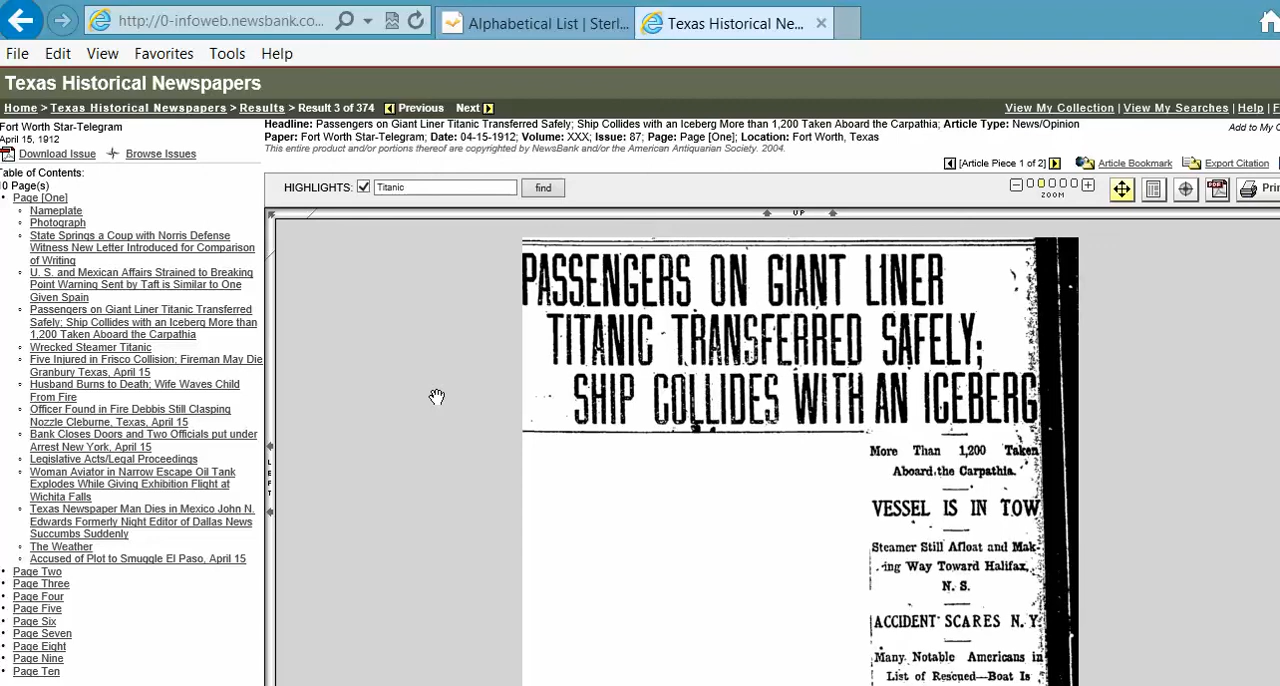 http://0-infoweb.newsbank.co...
Alphabetical List | Sterl...
Texas Historical Ne...
File Edit View Favorites Tools Help
Texas Historical Newspapers
Home > Texas Historical Newspapers > Results > Result 3 of 374 Previous Next
View My Collection | View My Searches | Help |
Fort Worth Star-Telegram
April 15, 1912
Download Issue Browse Issues
Table of Contents:
10 Page(s)
Page [One]
Nameplate
Photograph
State Springs a Coup with Norris Defense
Witness New Letter Introduced for Comparison
of Writing
U. S. and Mexican Affairs Strained to Breaking
Point Warning Sent by Taft is Similar to One
Given Spain
Passengers on Giant Liner Titanic Transferred
Safely; Ship Collides with an Iceberg More than
1,200 Taken Aboard the Carpathia
Wrecked Steamer Titanic
Five Injured in Frisco Collision; Fireman May Die
Granbury Texas, April 15
Husband Burns to Death; Wife Waves Child
From Fire
Officer Found in Fire Debbis Still Clasping
Nozzle Cleburne, Texas, April 15
Bank Closes Doors and Two Officials put under
Arrest New York, April 15
Legislative Acts/Legal Proceedings
Woman Aviator in Narrow Escape Oil Tank
Explodes While Giving Exhibition Flight at
Wichita Falls
Texas Newspaper Man Dies in Mexico John N.
Edwards Formerly Night Editor of Dallas News
Succumbs Suddenly
The Weather
Accused of Plot to Smuggle El Paso, April 15
Page Two
Page Three
Page Four
Page Five
Page Six
Page Seven
Page Eight
Page Nine
Page Ten
Headline: Passengers on Giant Liner Titanic Transferred Safely; Ship Collides with an Iceberg More than 1,200 Taken Aboard the Carpathia; Article Type: News/Opinion
Paper: Fort Worth Star-Telegram; Date: 04-15-1912; Volume: XXX; Issue: 87; Page: Page [One]; Location: Fort Worth, Texas
This entire product and/or portions thereof are copyrighted by NewsBank and/or the American Antiquarian Society. 2004.
Add to My
[Article Piece 1 of 2] Article Bookmark Export Citation
HIGHLIGHTS: Titanic find
ZOOM
PDF
UP
LEFT
PASSENGERS ON GIANT LINER
TITANIC TRANSFERRED SAFELY;
SHIP COLLIDES WITH AN ICEBERG
More Than 1,200 Taken
Aboard the Carpathia.
VESSEL IS IN TOW
Steamer Still Afloat and Mak-
ing Way Toward Halifax,
N. S.
ACCIDENT SCARES N. Y.
Many Notable Americans in
List of Rescued—Boat Is